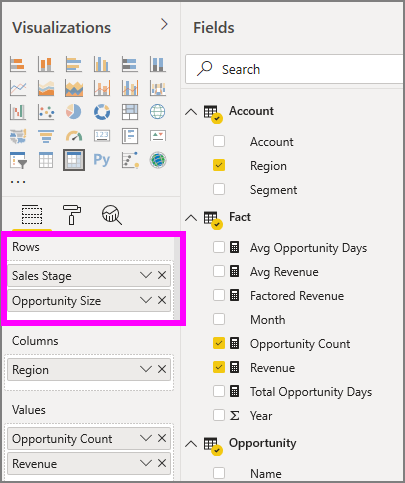 Visualizations
Py
123
...
Rows
Sales Stage
Opportunity Size
Columns
Region
Values
Opportunity Count
Revenue
Fields
Search
Account
Account
Region
Segment
Fact
Avg Opportunity Days
Avg Revenue
Factored Revenue
Month
Opportunity Count
Revenue
Total Opportunity Days
Σ Year
Opportunity
Name